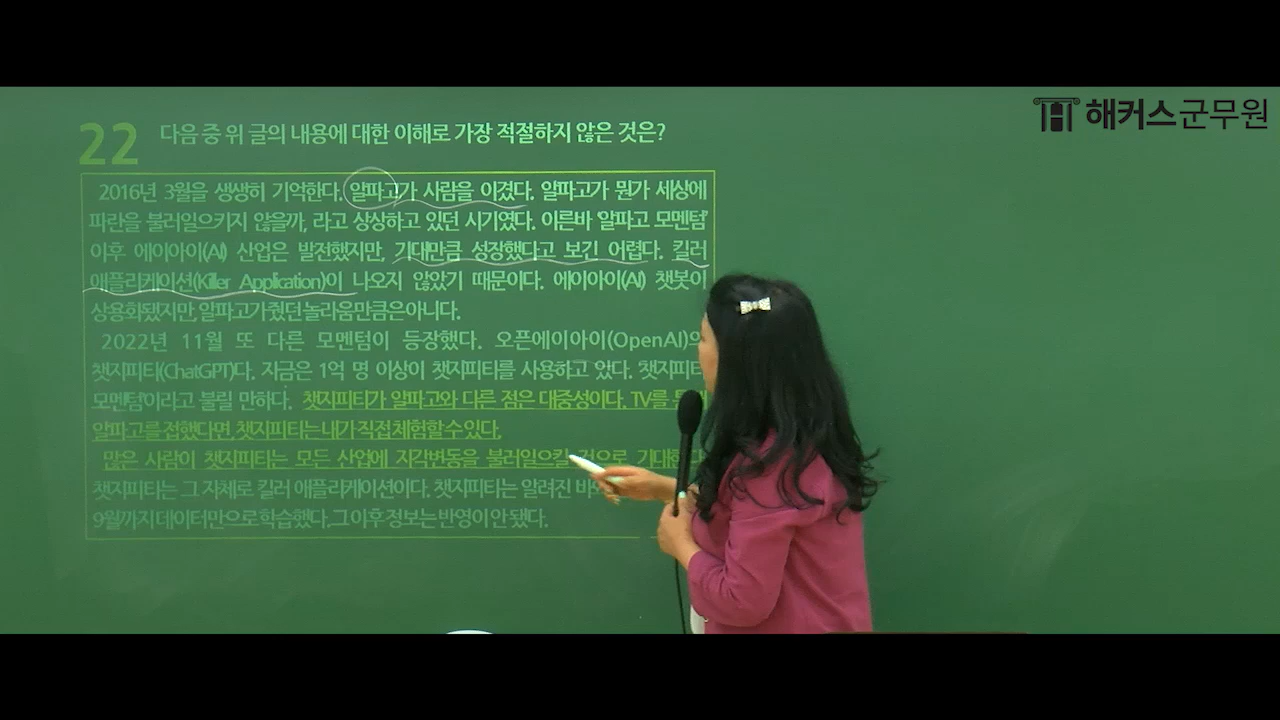 해커스군무원
22 다음 중 위 글의 내용에 대한 이해로 가장 적절하지 않은 것은?
2016년 3월을 생생히 기억한다. 알파고가 사람을 이겼다. 알파고가 뭔가 세상에
파란을 불러일으키지 않을까, 라고 상상하고 있던 시기였다. 이른바 '알파고 모멘텀'
이후 에이아이(AI) 산업은 발전했지만, 기대만큼 성장했다고 보긴 어렵다. 킬러
애플리케이션(Killer Application)이 나오지 않았기 때문이다. 에이아이(AI) 챗봇이
상용화됐지만, 알파고가 줬던 놀라움만큼은 아니다.
2022년 11월 또 다른 모멘텀이 등장했다. 오픈에이아이(OpenAI)의
챗지피티(ChatGPT)다. 지금은 1억 명 이상이 챗지피티를 사용하고 있다. '챗지피티
모멘텀'이라고 불릴 만하다. 챗지피티가 알파고와 다른 점은 대중성이다. TV를
알파고를 접했다면, 챗지피티는 내가 직접 체험할 수 있다.
많은 사람이 챗지피티는 모든 산업에 지각변동을 불러일으킬 것으로
챗지피티는 그 자체로 킬러 애플리케이션이다. 챗지피티는 알려진
9월까지 데이터만으로 학습했다. 그 이후 정보는 반영이 안 됐다.